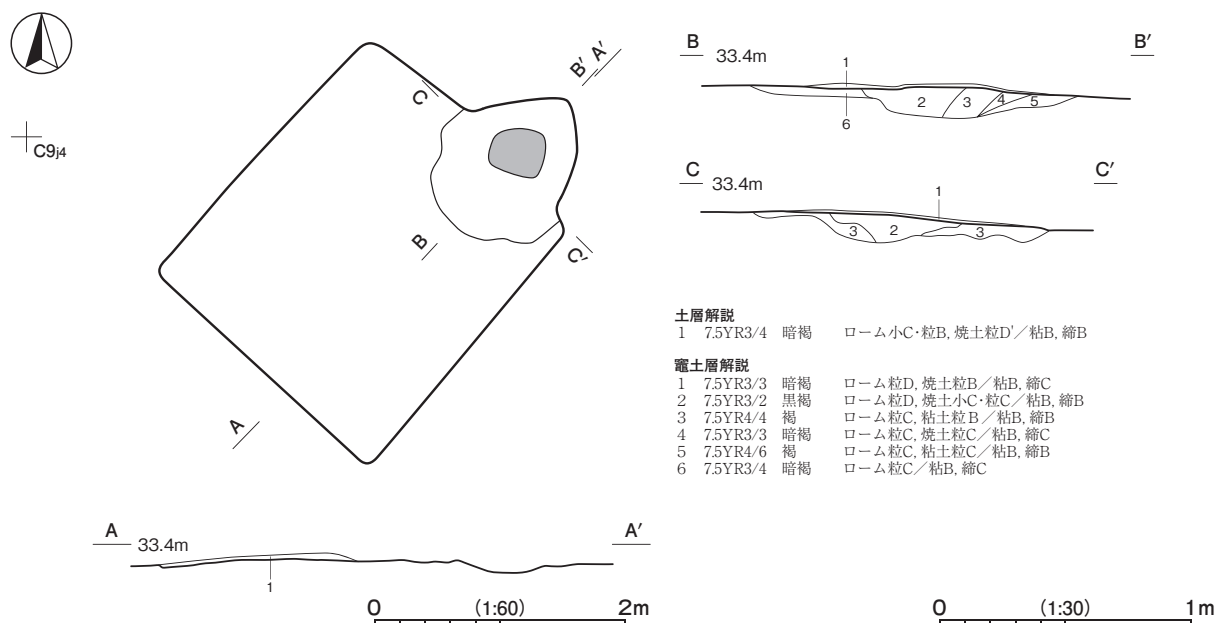 C9j4
C
B′
A′
B
C′
A
B
33.4m
B′
1
2
3
4
5
6
C
33.4m
C′
1
3
2
3
土層解説
1 7.5YR3/4 暗褐 ローム小C・粒B, 焼土粒D'／粘B, 締B
竈土層解説
1 7.5YR3/3 暗褐 ローム粒D, 焼土粒B／粘B, 締C
2 7.5YR3/2 黒褐 ローム粒D, 焼土小C・粒C／粘B, 締B
3 7.5YR4/4 褐 ローム粒C, 粘土粒B／粘B, 締B
4 7.5YR3/3 暗褐 ローム粒C, 焼土粒C／粘B, 締C
5 7.5YR4/6 褐 ローム粒C, 粘土粒C／粘B, 締B
6 7.5YR3/4 暗褐 ローム粒C／粘B, 締C
A
33.4m
A′
1
0 (1:60) 2m
0 (1:30) 1m